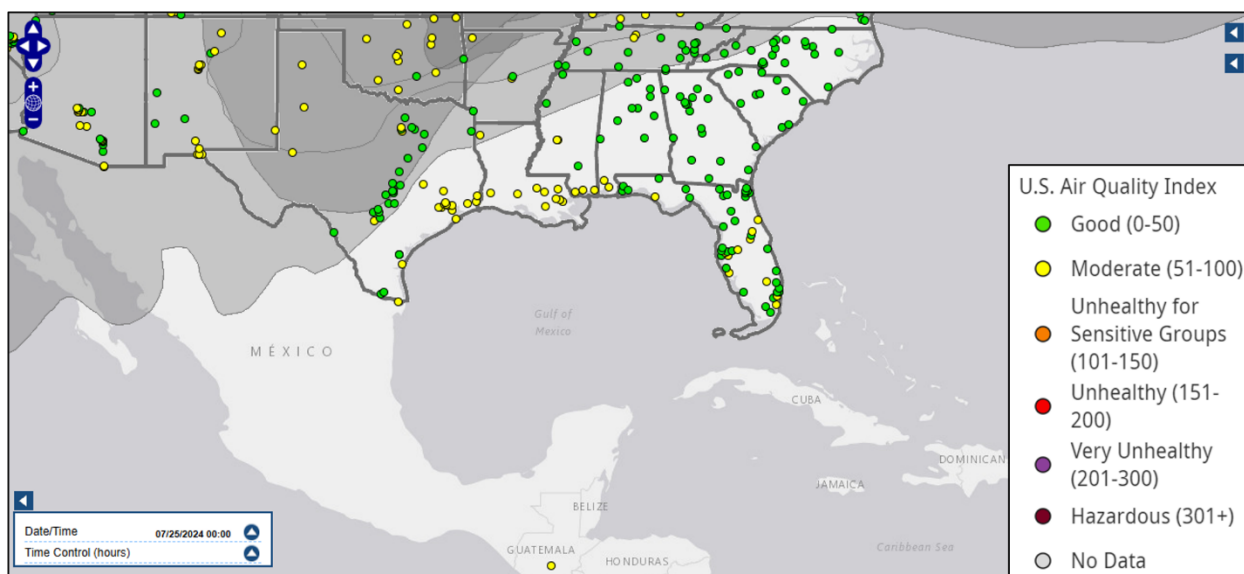 U.S. Air Quality Index
Good (0-50)
Moderate (51-100)
Unhealthy for
Sensitive Groups
(101-150)
Unhealthy (151-
200)
Very Unhealthy
(201-300)
Hazardous (301+)
No Data
Gulf of
Mexico
MÉXICO
CUBA
DOMINICAN
JAMAICA
BELIZE
GUATEMALA
HONDURAS
Caribbean Sea
Date/Time 07/25/2024 00:00
Time Control (hours)